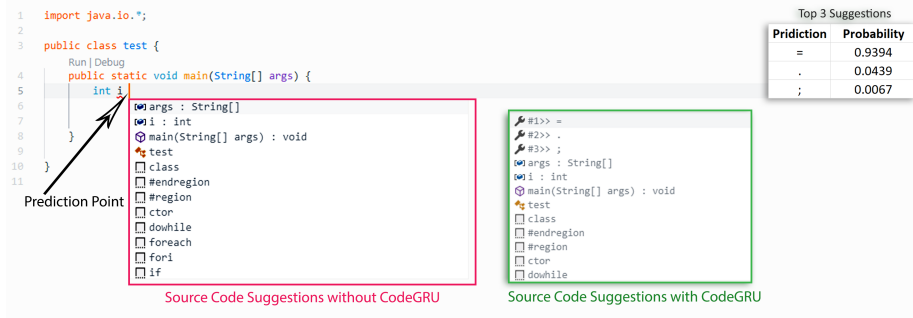 1 import java.io.*;
2
3 public class test {
Run | Debug
4 public static void main(String[] args) {
5 int i
6
7
8 }
9
10 }
11
Prediction Point
args : String[]
i : int
main(String[] args) : void
test
class
#endregion
#region
ctor
dowhile
foreach
fori
if
Source Code Suggestions without CodeGRU
#1>> =
#2>> .
#3>> ;
args : String[]
i : int
main(String[] args) : void
test
class
#endregion
#region
ctor
dowhile
Source Code Suggestions with CodeGRU
Top 3 Suggestions
Pridiction Probability
= 0.9394
. 0.0439
; 0.0067